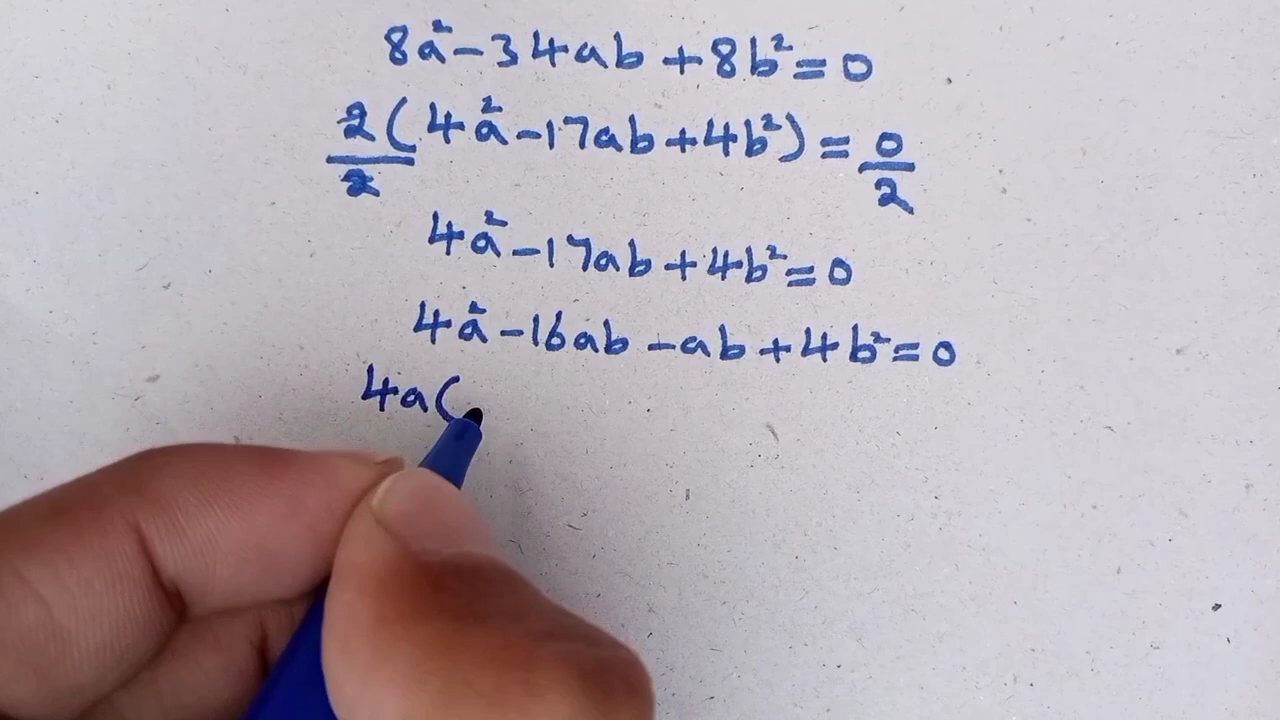 8a² - 34ab + 8b² = 0
2/2 (4a² - 17ab + 4b²) = 0/2
4a² - 17ab + 4b² = 0
4a² - 16ab - ab + 4b² = 0
4a(